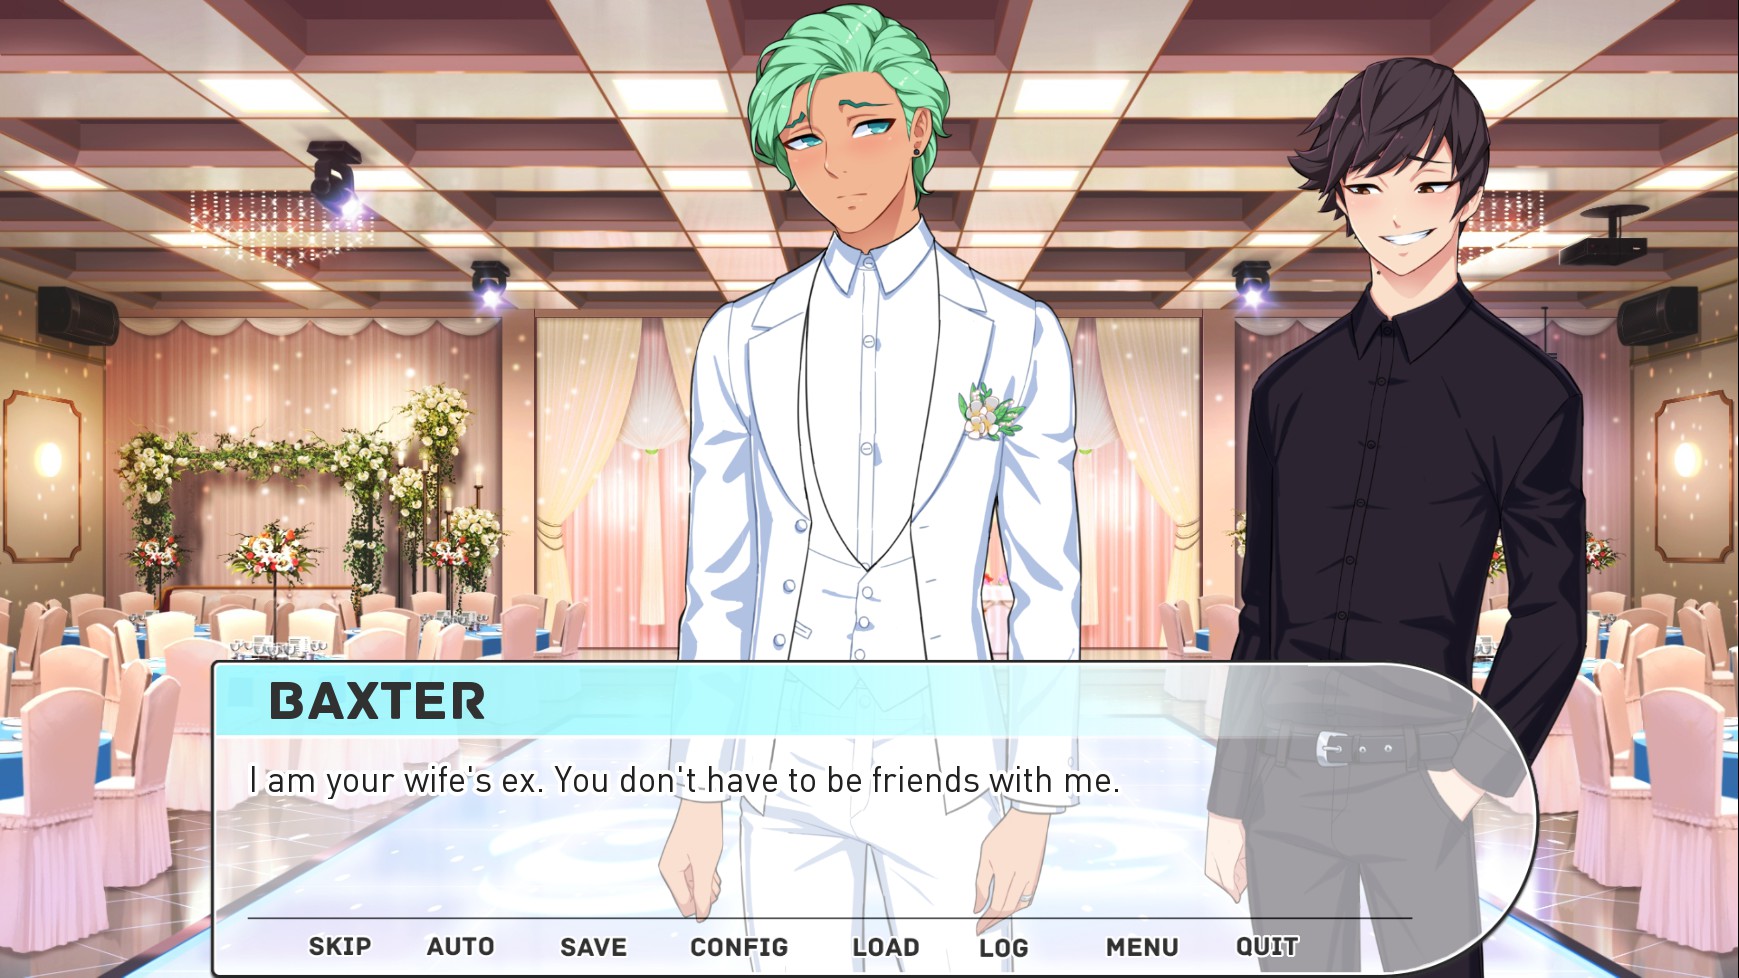 BAXTER
I am your wife's ex. You don't have to be friends with me.
SKIP AUTO SAVE CONFIG LOAD LOG MENU QUIT